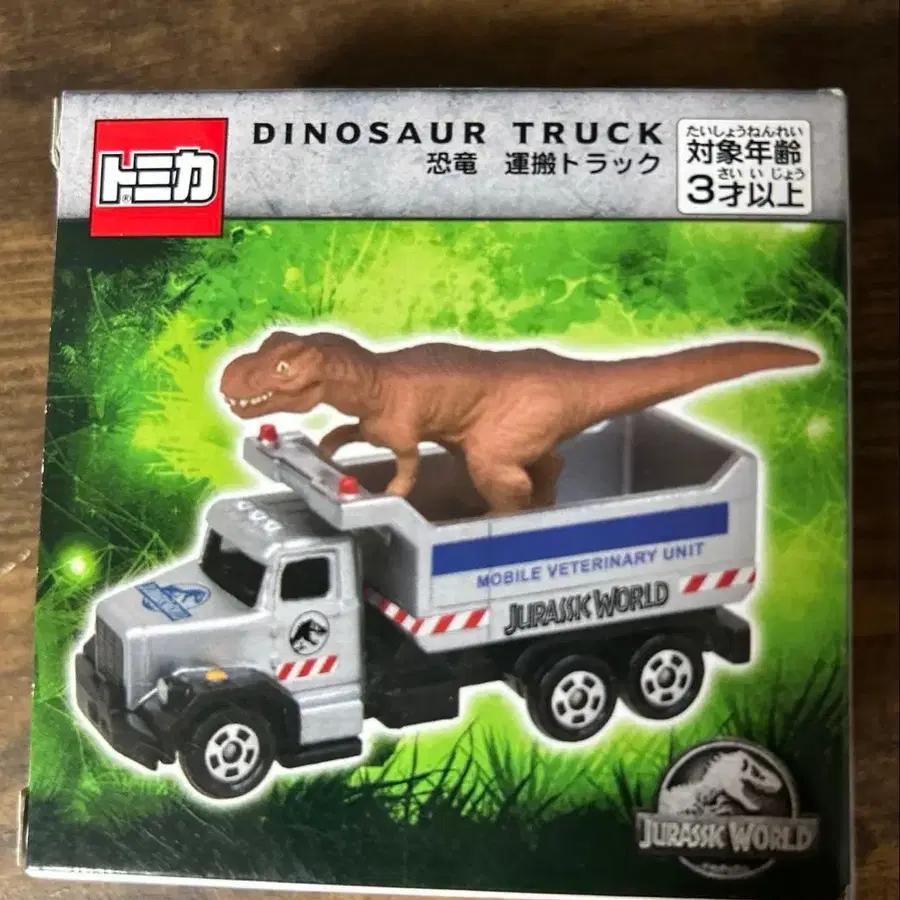 トミカ®
DINOSAUR TRUCK
恐竜 運搬トラック
たいしょうねんれい
対象年齢
さい い じょう
3才以上
MOBILE VETERINARY UNIT
JURASSIC WORLD
JURASSIC WORLD